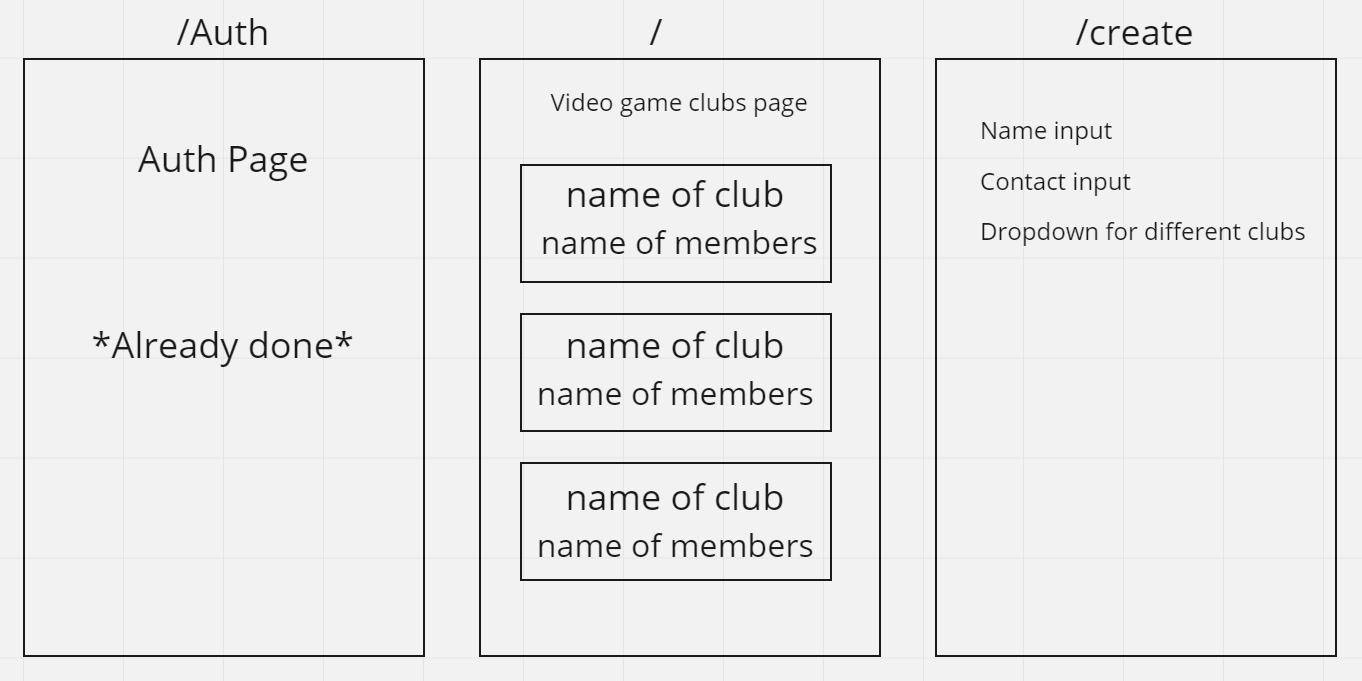 /Auth
Auth Page
*Already done*
/
Video game clubs page
name of club
name of members
name of club
name of members
name of club
name of members
/create
Name input
Contact input
Dropdown for different clubs